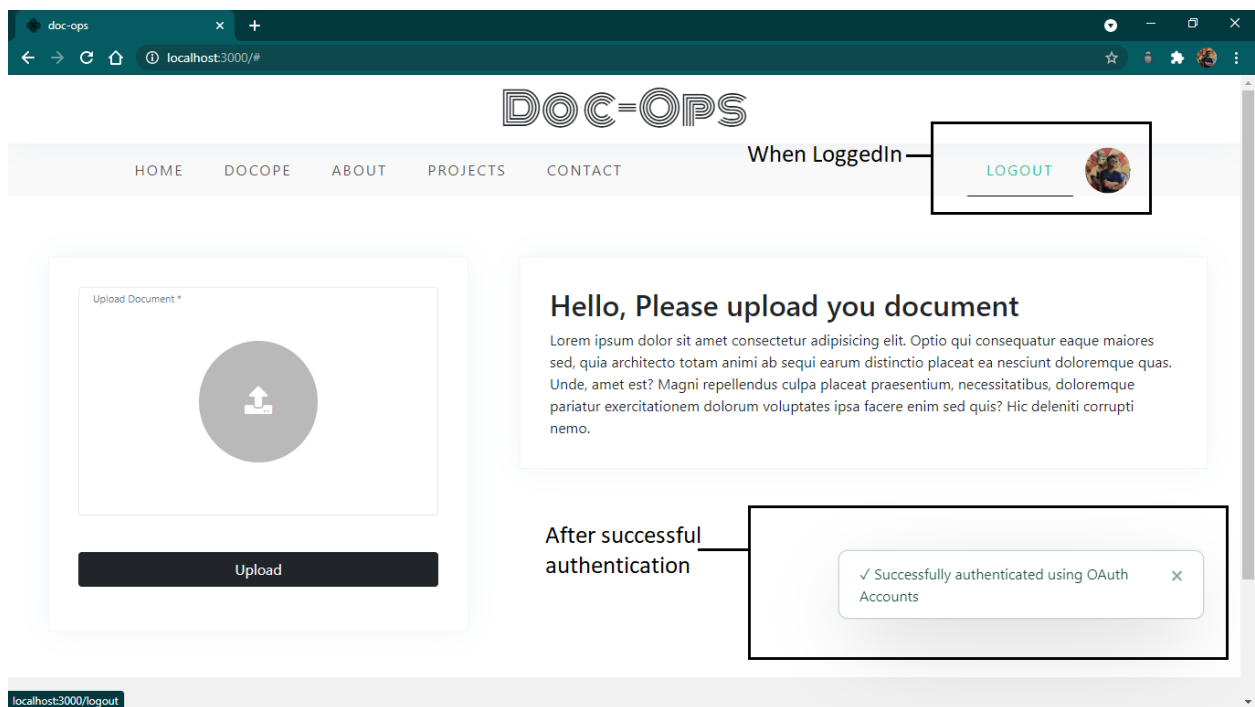 doc-ops
localhost:3000/#
Doc-Ops
When LoggedIn
HOME DOCOPE ABOUT PROJECTS CONTACT LOGOUT
Upload Document *
Upload
Hello, Please upload you document
Lorem ipsum dolor sit amet consectetur adipisicing elit. Optio qui consequatur eaque maiores
sed, quia architecto totam animi ab sequi earum distinctio placeat ea nesciunt doloremque quas.
Unde, amet est? Magni repellendus culpa placeat praesentium, necessitatibus, doloremque
pariatur exercitationem dolorum voluptates ipsa facere enim sed quis? Hic deleniti corrupti
nemo.
After successful
authentication
✓ Successfully authenticated using OAuth
Accounts
localhost:3000/logout